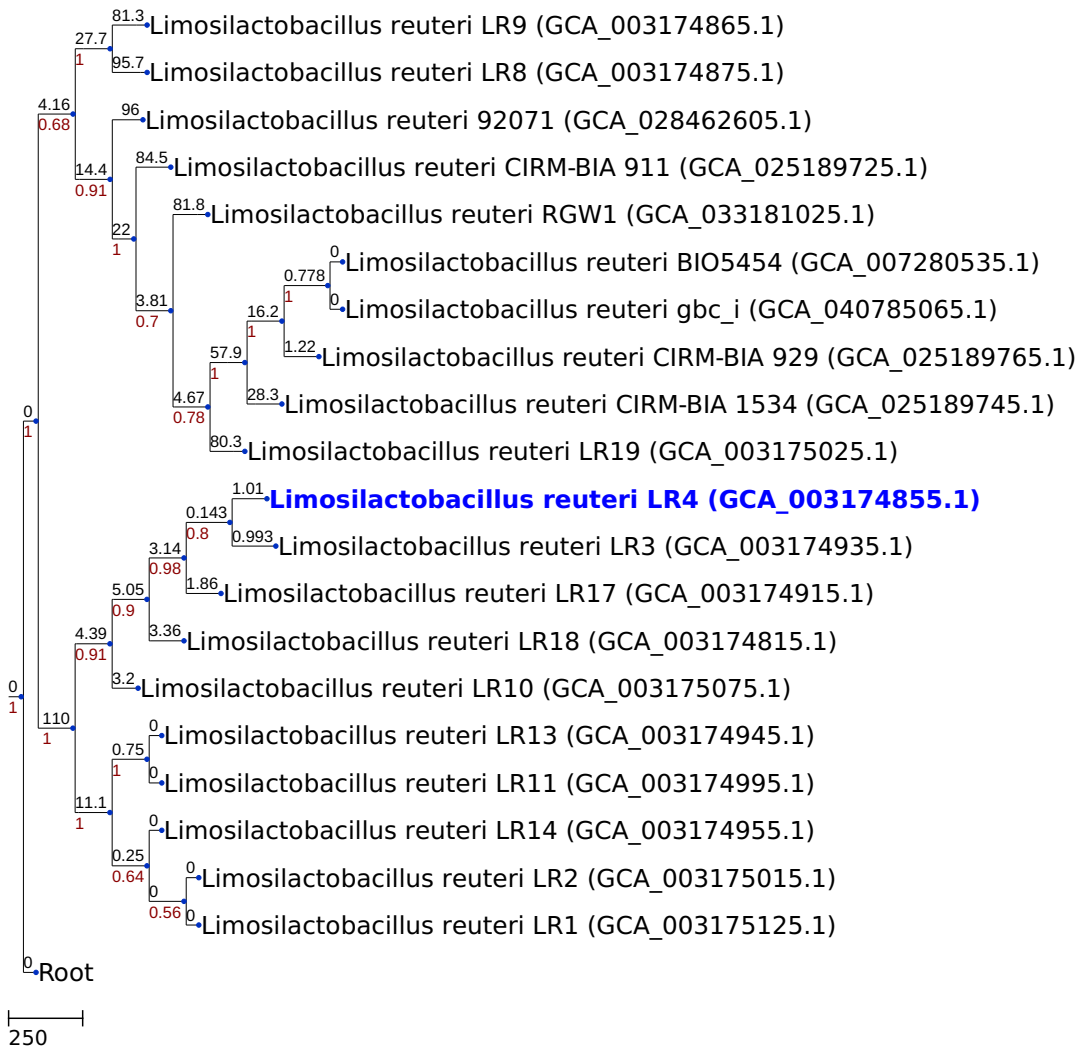 81.3
Limosilactobacillus reuteri LR9 (GCA_003174865.1)
27.7
1
95.7
Limosilactobacillus reuteri LR8 (GCA_003174875.1)
4.16
0.68
96
Limosilactobacillus reuteri 92071 (GCA_028462605.1)
14.4
0.91
84.5
Limosilactobacillus reuteri CIRM-BIA 911 (GCA_025189725.1)
22
1
81.8
Limosilactobacillus reuteri RGW1 (GCA_033181025.1)
3.81
0.7
0
Limosilactobacillus reuteri BIO5454 (GCA_007280535.1)
0.778
1
0
Limosilactobacillus reuteri gbc_i (GCA_040785065.1)
16.2
1
1.22
Limosilactobacillus reuteri CIRM-BIA 929 (GCA_025189765.1)
57.9
1
28.3
Limosilactobacillus reuteri CIRM-BIA 1534 (GCA_025189745.1)
4.67
0.78
80.3
Limosilactobacillus reuteri LR19 (GCA_003175025.1)
0
1
1.01
Limosilactobacillus reuteri LR4 (GCA_003174855.1)
0.143
0.8
0.993
Limosilactobacillus reuteri LR3 (GCA_003174935.1)
3.14
0.98
1.86
Limosilactobacillus reuteri LR17 (GCA_003174915.1)
5.05
0.9
3.36
Limosilactobacillus reuteri LR18 (GCA_003174815.1)
4.39
0.91
3.2
Limosilactobacillus reuteri LR10 (GCA_003175075.1)
0
1
110
1
0
Limosilactobacillus reuteri LR13 (GCA_003174945.1)
0.75
1
0
Limosilactobacillus reuteri LR11 (GCA_003174995.1)
11.1
1
0
Limosilactobacillus reuteri LR14 (GCA_003174955.1)
0.25
0.64
0
Limosilactobacillus reuteri LR2 (GCA_003175015.1)
0
0.56
0
Limosilactobacillus reuteri LR1 (GCA_003175125.1)
0
Root
250